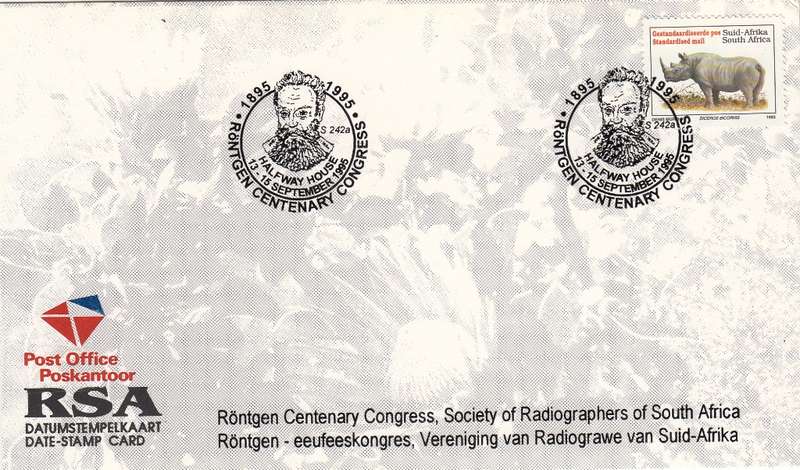 Gestandaardiseerde pos Suid-Afrika
Standardised mail South Africa
DICEROS BICORNIS 1993
1895 1995
S 242a
HALFWAY HOUSE
13 - 15 SEPTEMBER 1995
RÖNTGEN CENTENARY CONGRESS
1895 1995
S 242a
HALFWAY HOUSE
13 - 15 SEPTEMBER 1995
RÖNTGEN CENTENARY CONGRESS
Post Office
Poskantoor
RSA
DATUMSTEMPELKAART
DATE-STAMP CARD
Röntgen Centenary Congress, Society of Radiographers of South Africa
Röntgen - eeufeeskongres, Vereniging van Radiograwe van Suid-Afrika